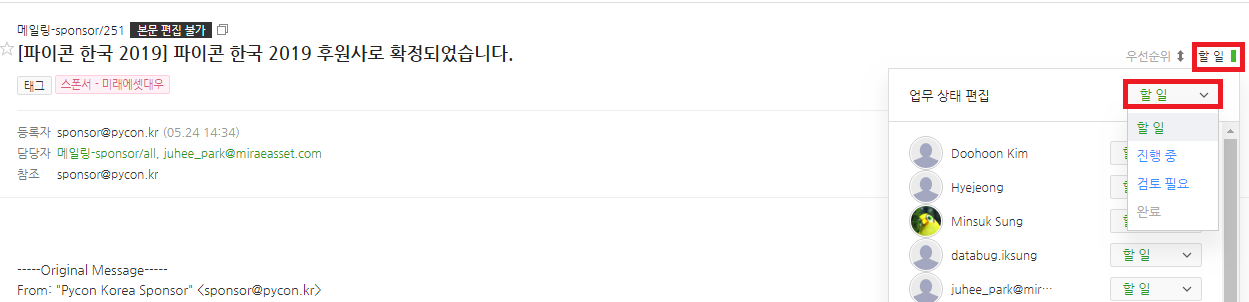 메일링-sponsor/251 본문 편집 불가
[파이콘 한국 2019] 파이콘 한국 2019 후원사로 확정되었습니다.
우선순위 할 일
태그 스폰서 - 미래에셋대우
업무 상태 편집 할 일
할 일
진행 중
검토 필요
완료
등록자 sponsor@pycon.kr (05.24 14:34)
담당자 메일링-sponsor/all, juhee_park@miraeasset.com
참조 sponsor@pycon.kr
Doohoon Kim
Hyejeong
Minsuk Sung
databug.iksung 할 일
juhee_park@mir··· 할 일
-----Original Message-----
From: "Pycon Korea Sponsor" <sponsor@pycon.kr>